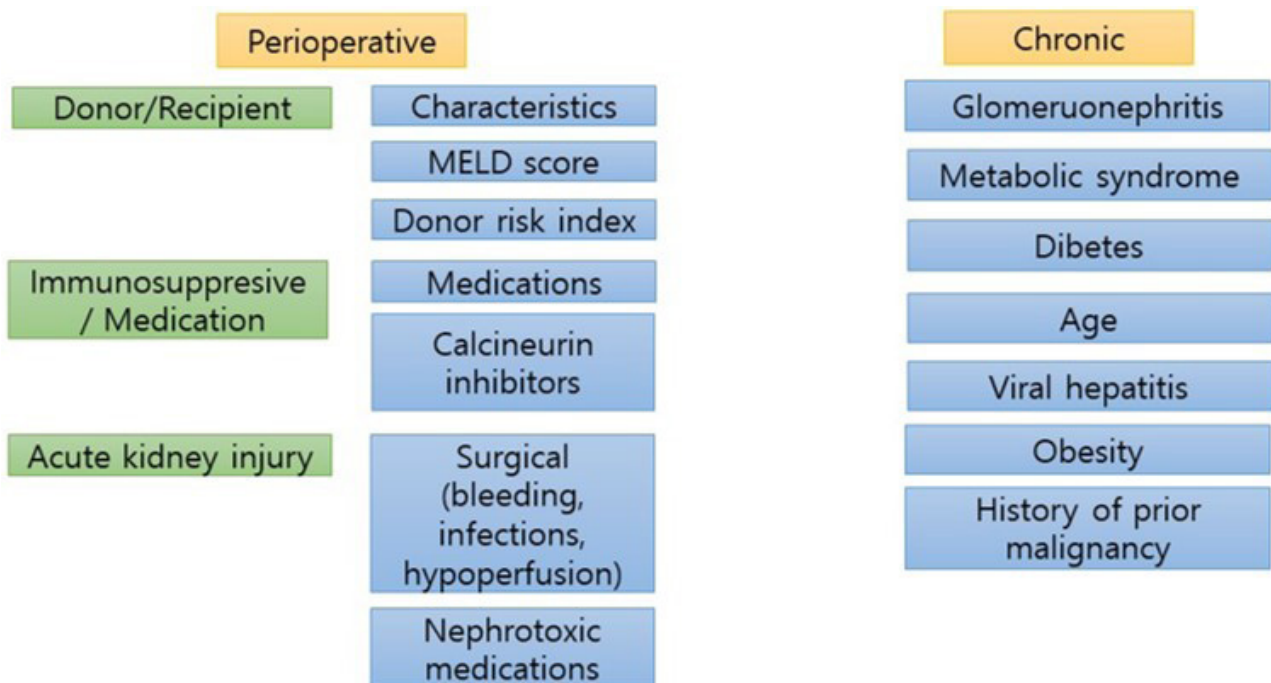 Perioperative
Donor/Recipient
Characteristics
MELD score
Donor risk index
Immunosuppresive
/ Medication
Medications
Calcineurin
inhibitors
Acute kidney injury
Surgical
(bleeding,
infections,
hypoperfusion)
Nephrotoxic
medications
Chronic
Glomeruonephritis
Metabolic syndrome
Dibetes
Age
Viral hepatitis
Obesity
History of prior
malignancy